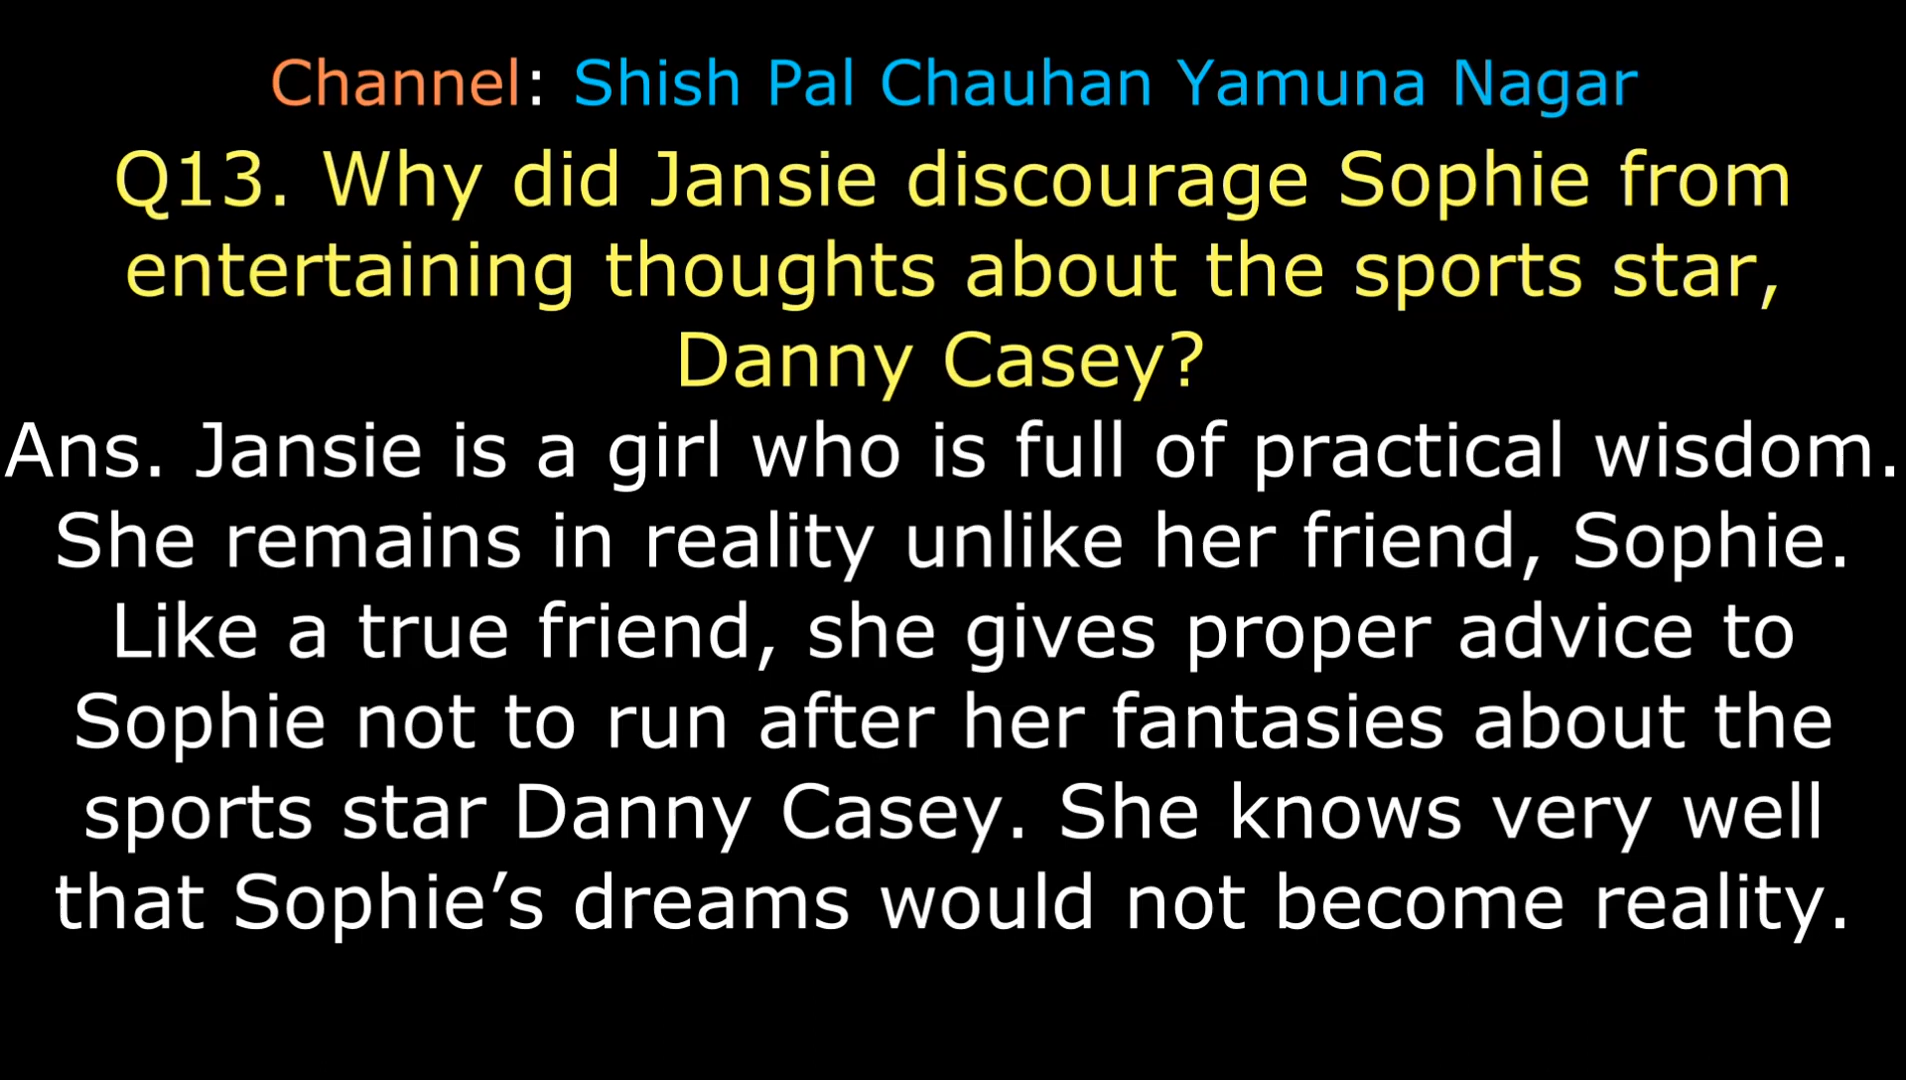 Channel: Shish Pal Chauhan Yamuna Nagar
Q13. Why did Jansie discourage Sophie from
entertaining thoughts about the sports star,
Danny Casey?
Ans. Jansie is a girl who is full of practical wisdom.
She remains in reality unlike her friend, Sophie.
Like a true friend, she gives proper advice to
Sophie not to run after her fantasies about the
sports star Danny Casey. She knows very well
that Sophie’s dreams would not become reality.